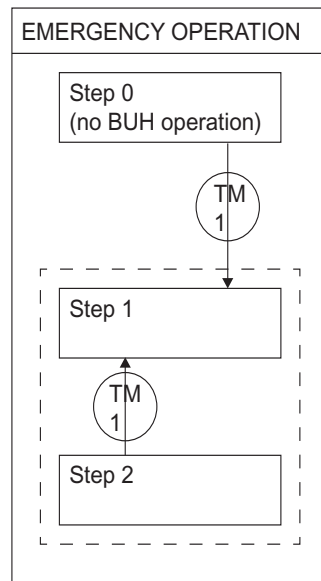 EMERGENCY OPERATION
Step 0
(no BUH operation)
TM
1
Step 1
TM
1
Step 2